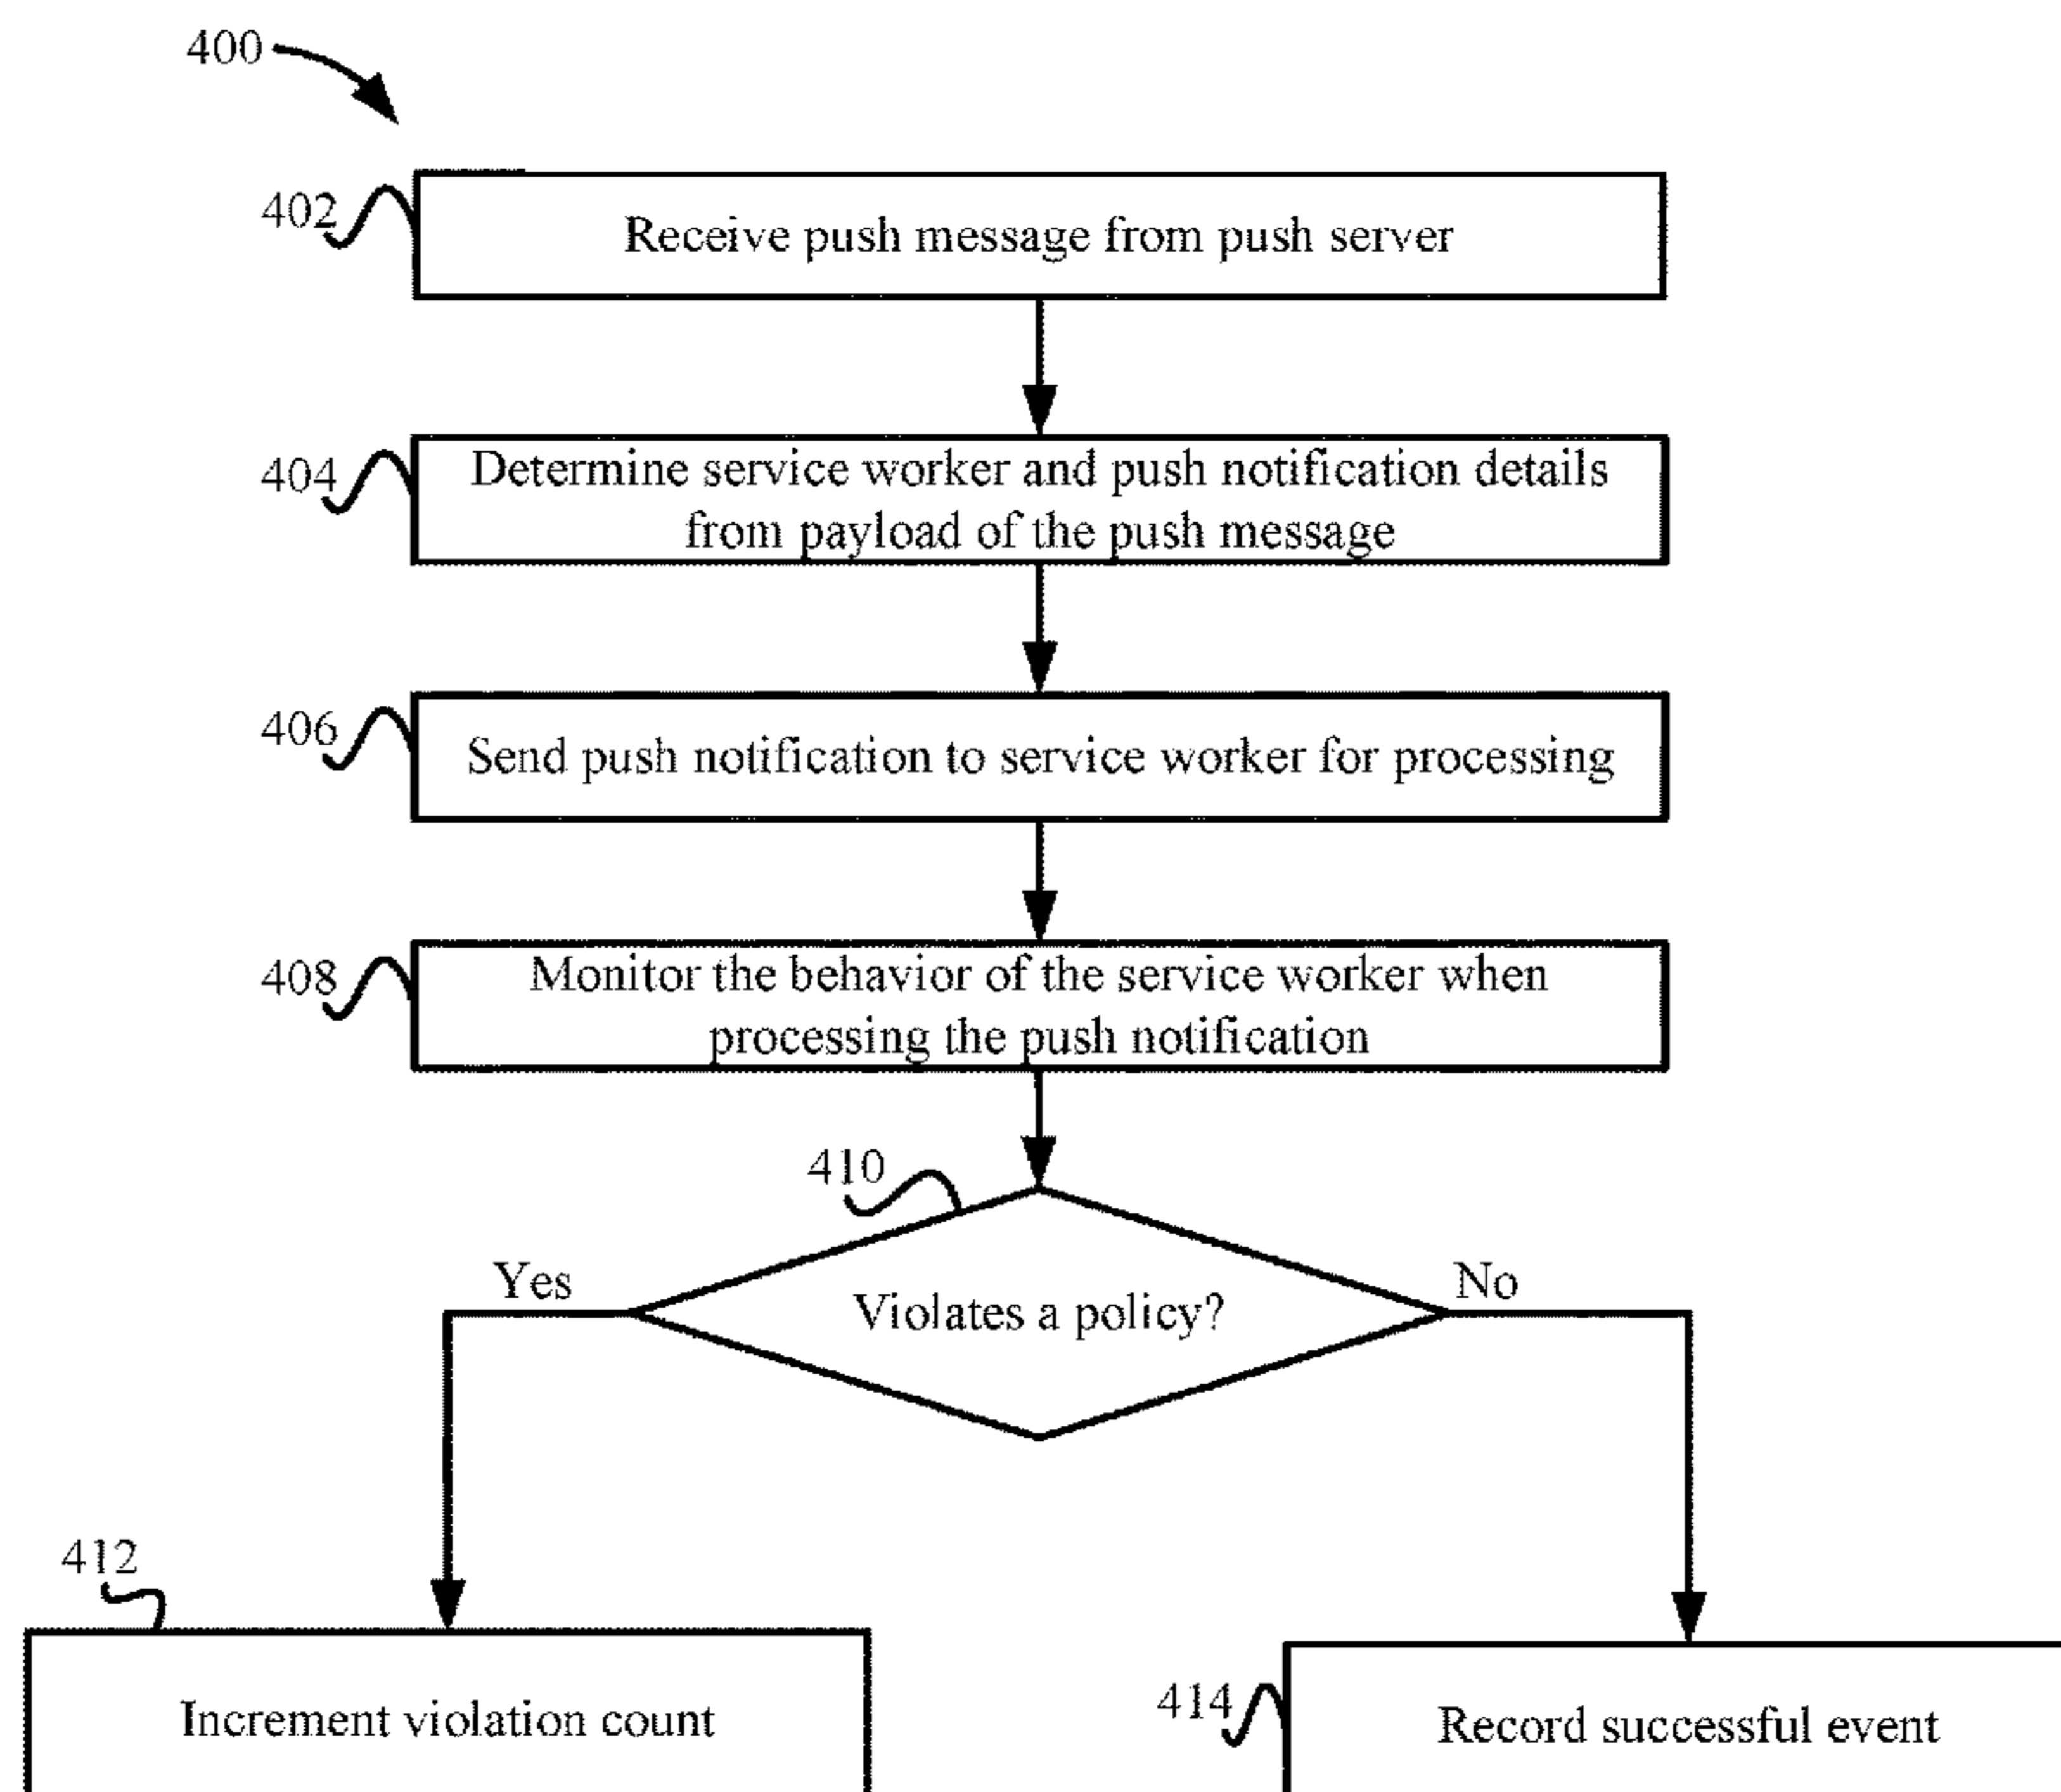 400
402
Receive push message from push server
404
Determine service worker and push notification details
from payload of the push message
406
Send push notification to service worker for processing
408
Monitor the behavior of the service worker when
processing the push notification
410
Yes
Violates a policy?
No
412
Increment violation count
414
Record successful event